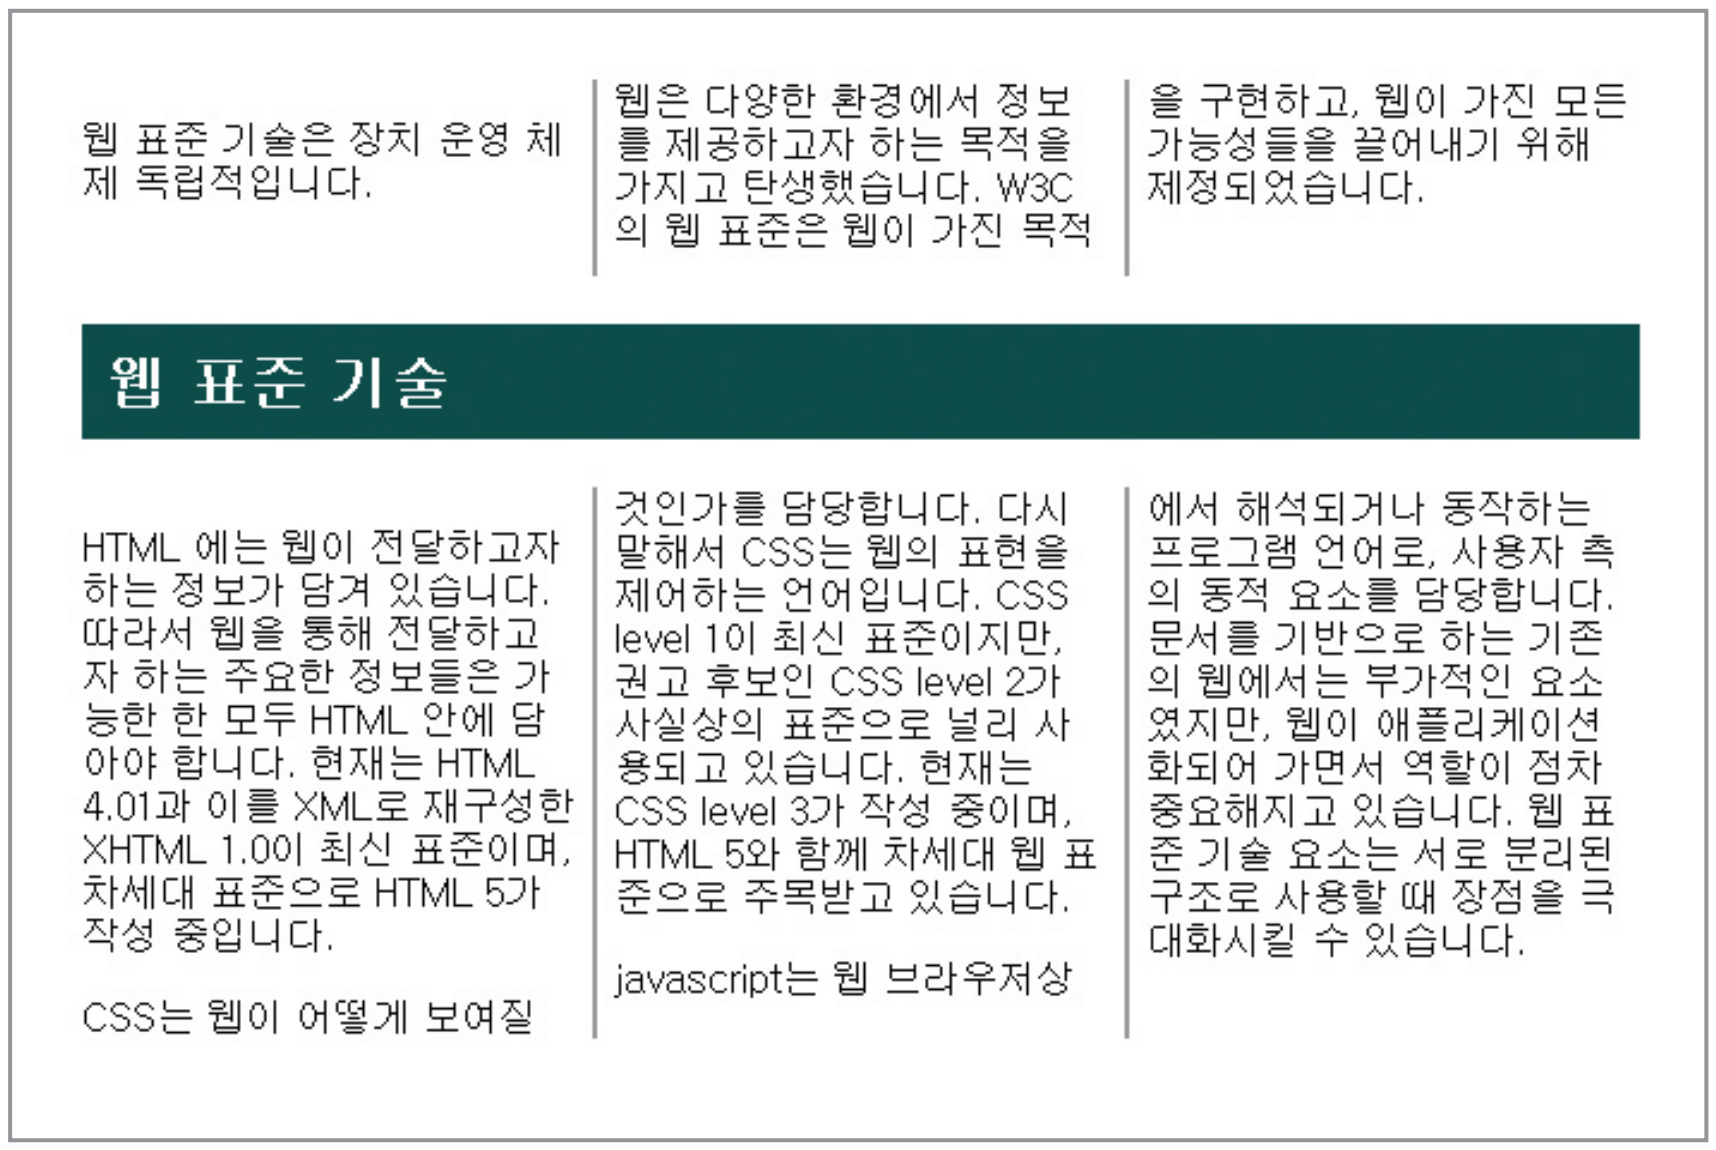 웹 표준 기술은 장치 운영 체
제 독립적입니다.
웹은 다양한 환경에서 정보
를 제공하고자 하는 목적을
가지고 탄생했습니다. W3C
의 웹 표준은 웹이 가진 목적
을 구현하고, 웹이 가진 모든
가능성들을 끌어내기 위해
제정되었습니다.
웹 표준 기술
HTML 에는 웹이 전달하고자
하는 정보가 담겨 있습니다.
따라서 웹을 통해 전달하고
자 하는 주요한 정보들은 가
능한 한 모두 HTML 안에 담
아야 합니다. 현재는 HTML
4.01과 이를 XML로 재구성한
XHTML 1.0이 최신 표준이며,
차세대 표준으로 HTML 5가
작성 중입니다.
CSS는 웹이 어떻게 보여질
것인가를 담당합니다. 다시
말해서 CSS는 웹의 표현을
제어하는 언어입니다. CSS
level 1이 최신 표준이지만,
권고 후보인 CSS level 2가
사실상의 표준으로 널리 사
용되고 있습니다. 현재는
CSS level 3가 작성 중이며,
HTML 5와 함께 차세대 웹 표
준으로 주목받고 있습니다.
javascript는 웹 브라우저상
에서 해석되거나 동작하는
프로그램 언어로, 사용자 측
의 동적 요소를 담당합니다.
문서를 기반으로 하는 기존
의 웹에서는 부가적인 요소
였지만, 웹이 애플리케이션
화되어 가면서 역할이 점차
중요해지고 있습니다. 웹 표
준 기술 요소는 서로 분리된
구조로 사용할 때 장점을 극
대화시킬 수 있습니다.